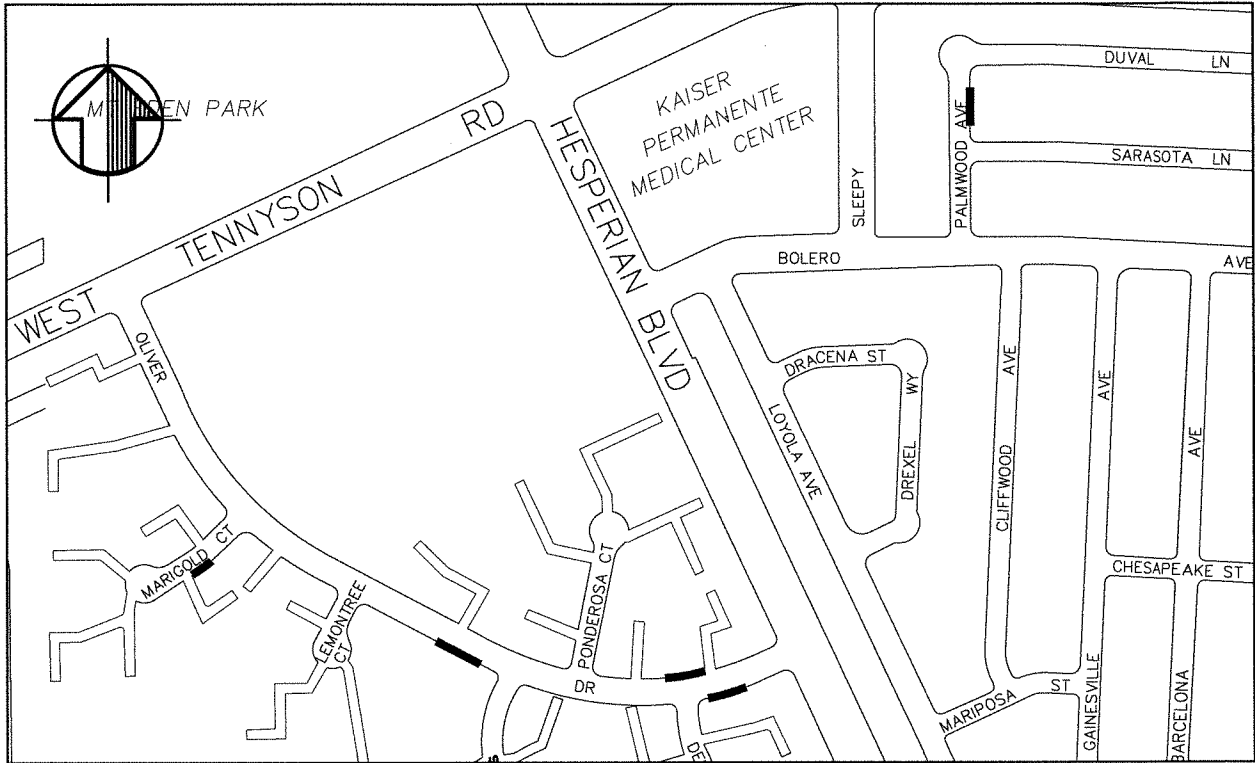 DUVAL LN
KAISER
PERMANENTE
MEDICAL CENTER
PARK
RD
HESPERIAN BLVD
SLEEPY
PALMWOOD AVE
SARASOTA LN
WEST TENNYSON
BOLERO AVE
OLIVER
DRACENA ST
DREXEL WY
LOYOLA AVE
CLIFFWOOD AVE
AVE
AVE
MARIGOLD CT
CHESAPEAKE ST
EMONTREE
CT
PONDEROSA CT
DR
MARIPOSA ST
GAINESVILLE
BARCELONA
DE